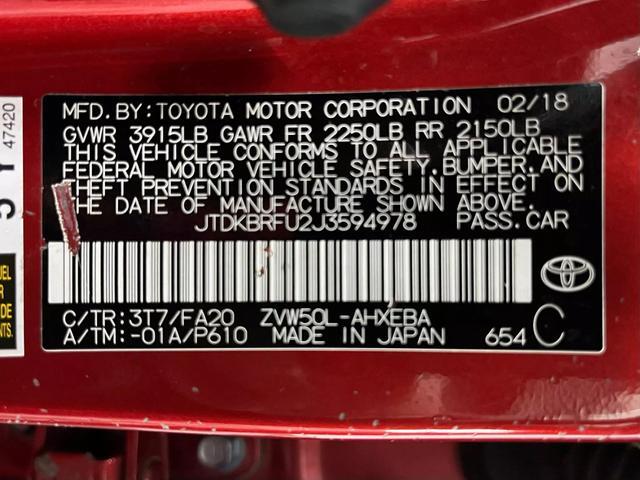 MFD. BY: TOYOTA MOTOR CORPORATION 02/18
GVWR 3915LB GAWR FR 2250LB RR 2150LB
THIS VEHICLE CONFORMS TO ALL APPLICABLE
FEDERAL MOTOR VEHICLE SAFETY, BUMPER, AND
THEFT PREVENTION STANDARDS IN EFFECT ON
THE DATE OF MANUFACTURE SHOWN ABOVE.
JTDKBRFU2J3594978 PASS. CAR
C/TR: 3T7/FA20 ZVW50L-AHXEBA
A/TM: -01A/P610 MADE IN JAPAN 654 C
47420